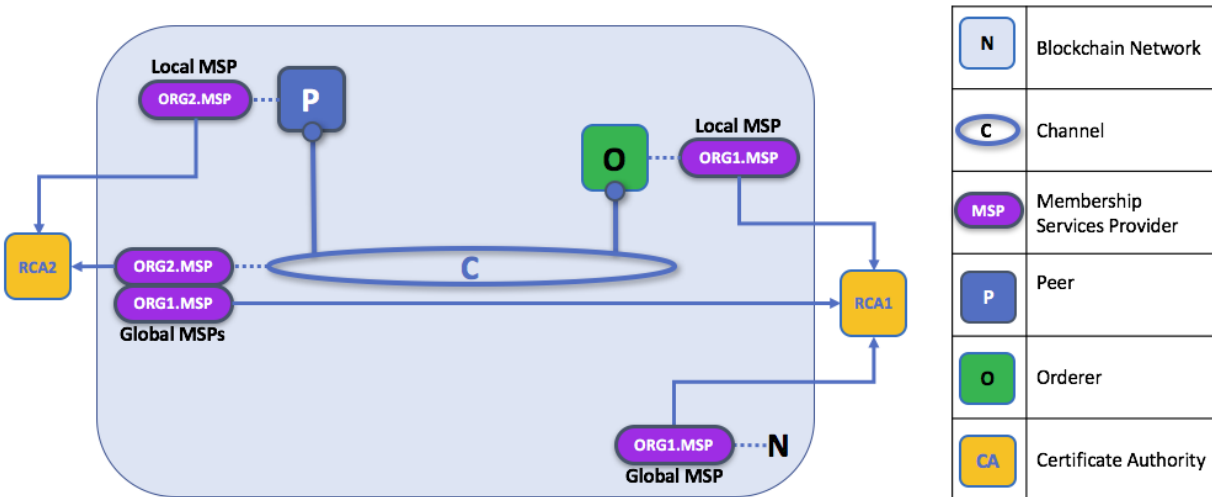 Local MSP
ORG2.MSP
P
Local MSP
O
ORG1.MSP
RCA2
ORG2.MSP
C
ORG1.MSP
RCA1
Global MSPs
ORG1.MSP
N
Global MSP
N
Blockchain Network
C
Channel
MSP
Membership
Services Provider
P
Peer
O
Orderer
CA
Certificate Authority